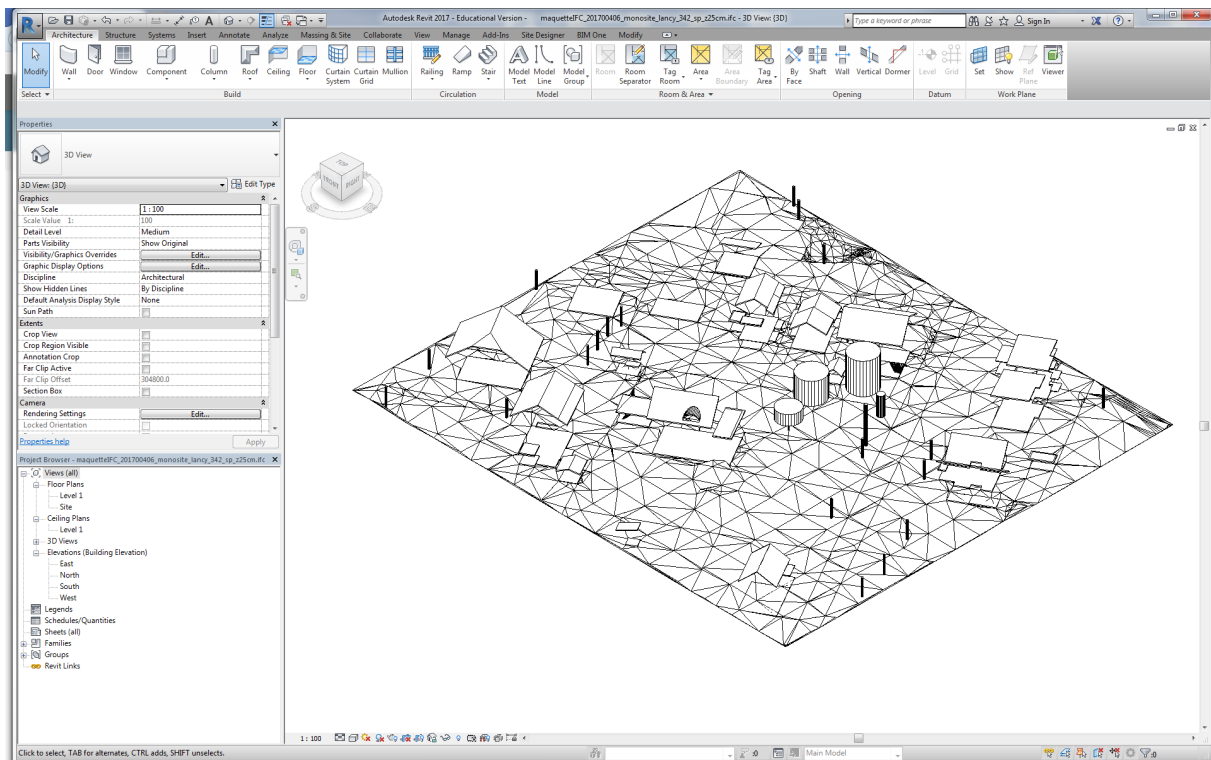 Autodesk Revit 2017 - Educational Version - maquetteIFC_201700406_monosite_lancy_342_sp_z25cm.ifc - 3D View: {3D}
Type a keyword or phrase
Sign In
Architecture Structure Systems Insert Annotate Analyze Massing & Site Collaborate View Manage Add-Ins Site Designer BIM One Modify
Modify Wall Door Window Component Column Roof Ceiling Floor Curtain System Curtain Grid Mullion Railing Ramp Stair Model Text Model Line Model Group Room Room Separator Tag Room Area Area Boundary Tag Area By Face Shaft Wall Vertical Dormer Level Grid Set Show Ref Plane Viewer
Select Build Circulation Model Room & Area Opening Datum Work Plane
Properties
3D View
3D View: {3D} Edit Type
Graphics
View Scale 1 : 100
Scale Value 1: 100
Detail Level Medium
Parts Visibility Show Original
Visibility/Graphics Overrides Edit...
Graphic Display Options Edit...
Discipline Architectural
Show Hidden Lines By Discipline
Default Analysis Display Style None
Sun Path
Extents
Crop View
Crop Region Visible
Annotation Crop
Far Clip Active
Far Clip Offset 304800.0
Section Box
Camera
Rendering Settings Edit...
Locked Orientation
Properties help Apply
Project Browser - maquetteIFC_201700406_monosite_lancy_342_sp_z25cm.ifc
Views (all)
Floor Plans
Level 1
Site
Ceiling Plans
Level 1
3D Views
Elevations (Building Elevation)
East
North
South
West
Legends
Schedules/Quantities
Sheets (all)
Families
Groups
Revit Links
TOP
FRONT RIGHT
1 : 100
Click to select, TAB for alternates, CTRL adds, SHIFT unselects.
:0 Main Model :0